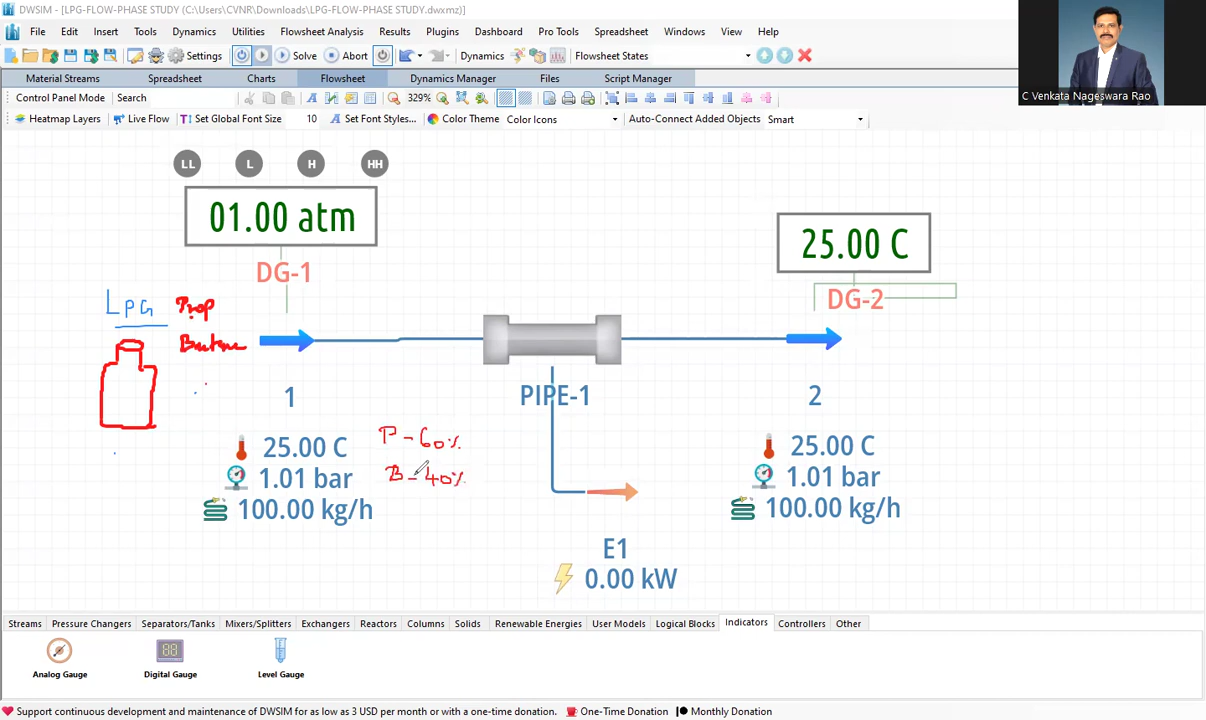 DWSIM - [LPG-FLOW-PHASE STUDY (C:\Users\CVNR\Downloads\LPG-FLOW-PHASE STUDY.dwxmz)]
File Edit Insert Tools Dynamics Utilities Flowsheet Analysis Results Plugins Dashboard Pro Tools Spreadsheet Windows View Help
Settings Solve Abort Dynamics Flowsheet States
Material Streams Spreadsheet Charts Flowsheet Dynamics Manager Files Script Manager
C Venkata Nageswara Rao
Control Panel Mode Search 329%
Heatmap Layers Live Flow Set Global Font Size 10 Set Font Styles... Color Theme Color Icons Auto-Connect Added Objects Smart
LL L H HH
01.00 atm
25.00 C
DG-1
DG-2
LPG Prop
Butane
1
PIPE-1
2
P - 60%
B - 40%
25.00 C
1.01 bar
100.00 kg/h
25.00 C
1.01 bar
100.00 kg/h
E1
0.00 kW
Streams Pressure Changers Separators/Tanks Mixers/Splitters Exchangers Reactors Columns Solids Renewable Energies User Models Logical Blocks Indicators Controllers Other
88
Analog Gauge Digital Gauge Level Gauge
Support continuous development and maintenance of DWSIM for as low as 3 USD per month or with a one-time donation. One-Time Donation Monthly Donation